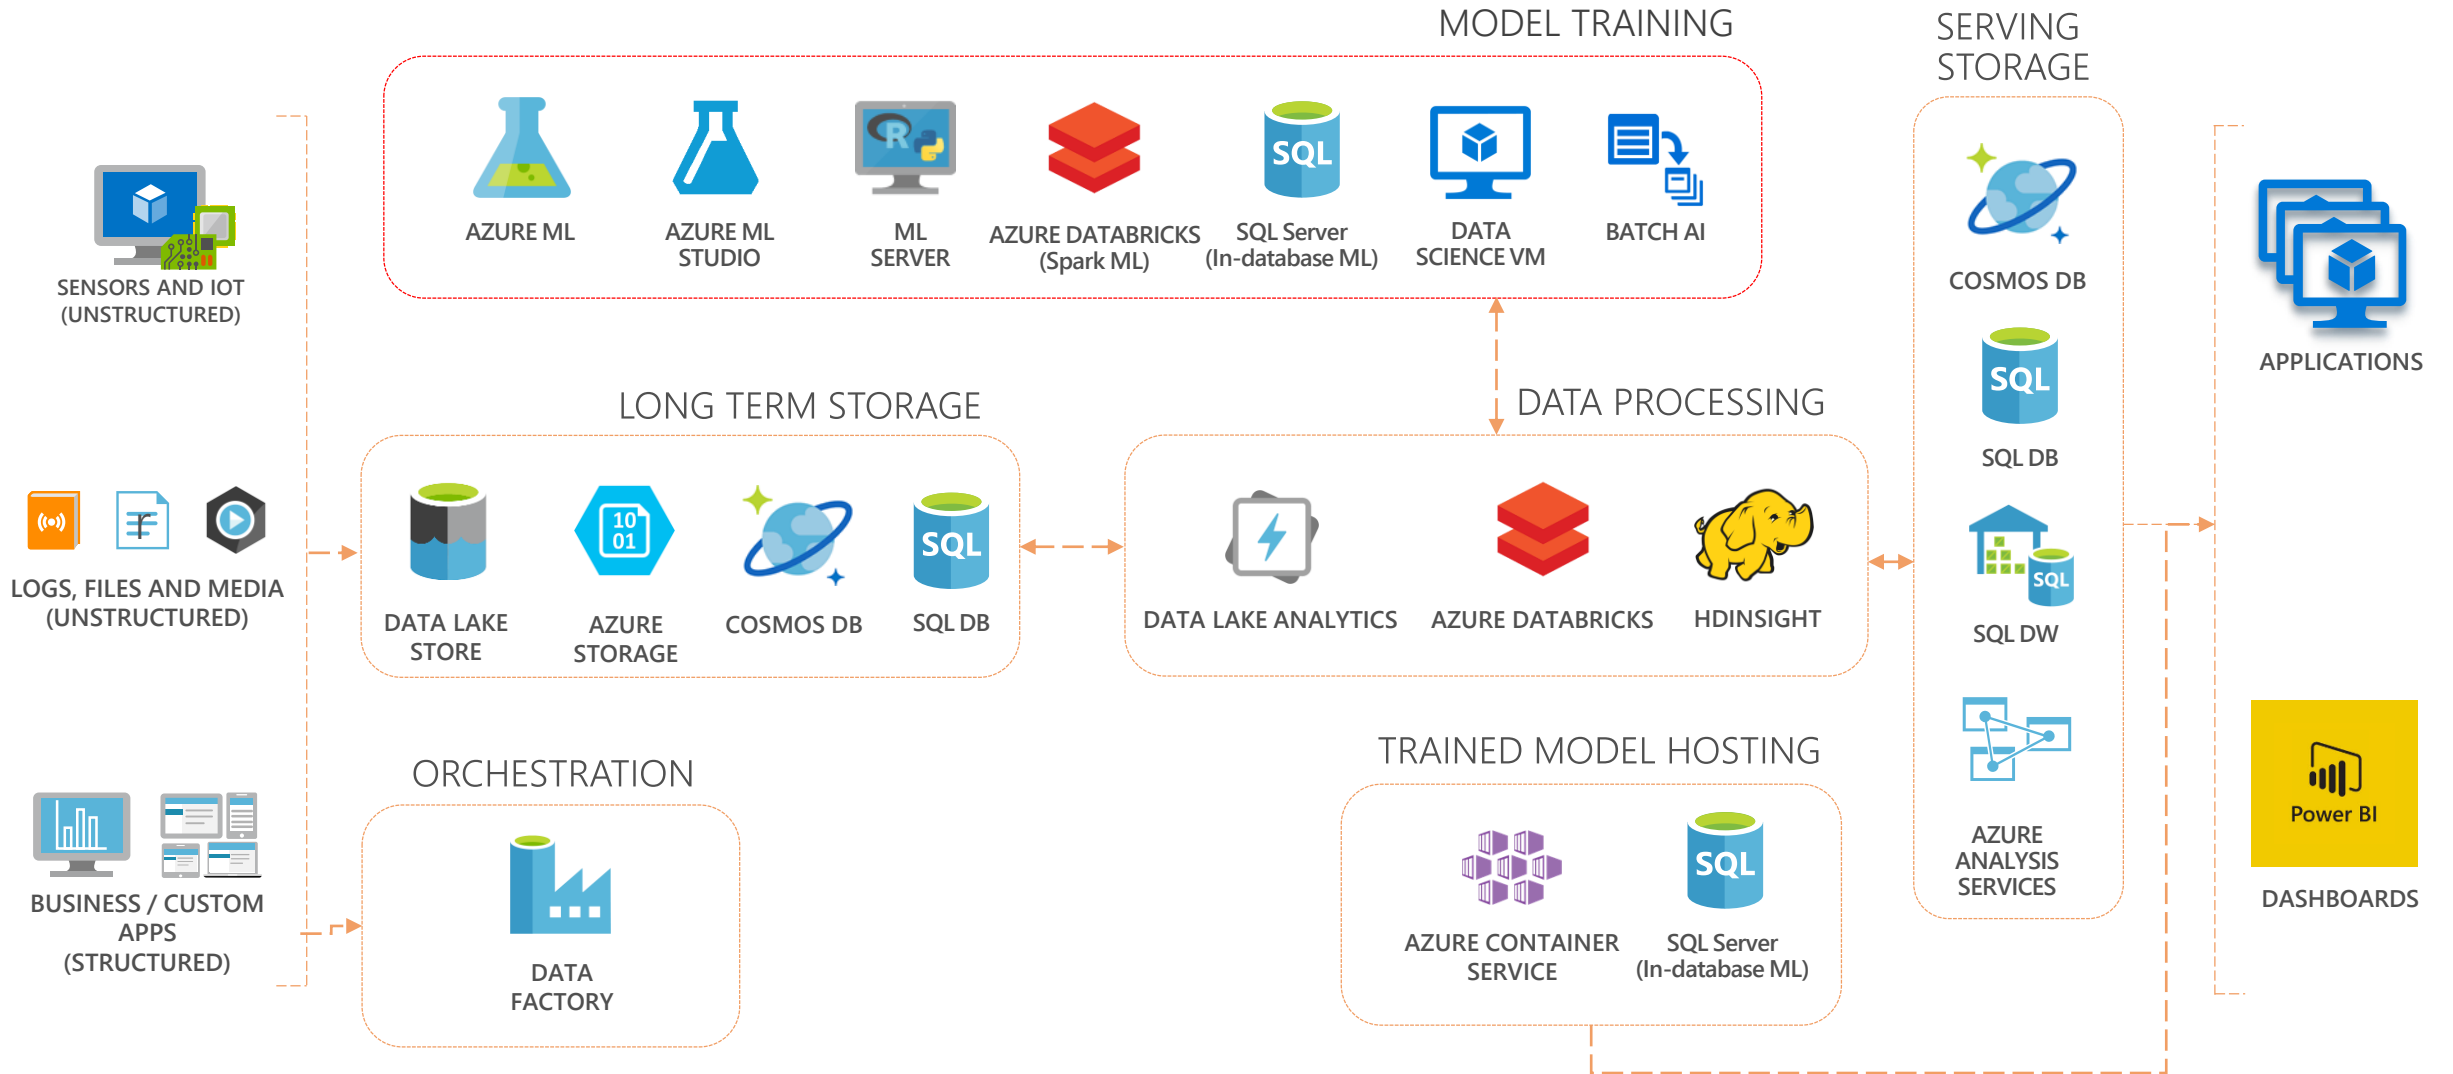 MODEL TRAINING
SERVING
STORAGE
AZURE ML
AZURE ML
STUDIO
R
ML
SERVER
AZURE DATABRICKS
(Spark ML)
SQL
SQL Server
(In-database ML)
DATA
SCIENCE VM
BATCH AI
SENSORS AND IOT
(UNSTRUCTURED)
COSMOS DB
SQL
SQL DB
APPLICATIONS
LONG TERM STORAGE
DATA PROCESSING
r
LOGS, FILES AND MEDIA
(UNSTRUCTURED)
DATA LAKE
STORE
10
01
AZURE
STORAGE
COSMOS DB
SQL
SQL DB
DATA LAKE ANALYTICS
AZURE DATABRICKS
HDINSIGHT
SQL
SQL DW
ORCHESTRATION
TRAINED MODEL HOSTING
BUSINESS / CUSTOM
APPS
(STRUCTURED)
DATA
FACTORY
AZURE CONTAINER
SERVICE
SQL
SQL Server
(In-database ML)
AZURE
ANALYSIS
SERVICES
Power BI
DASHBOARDS